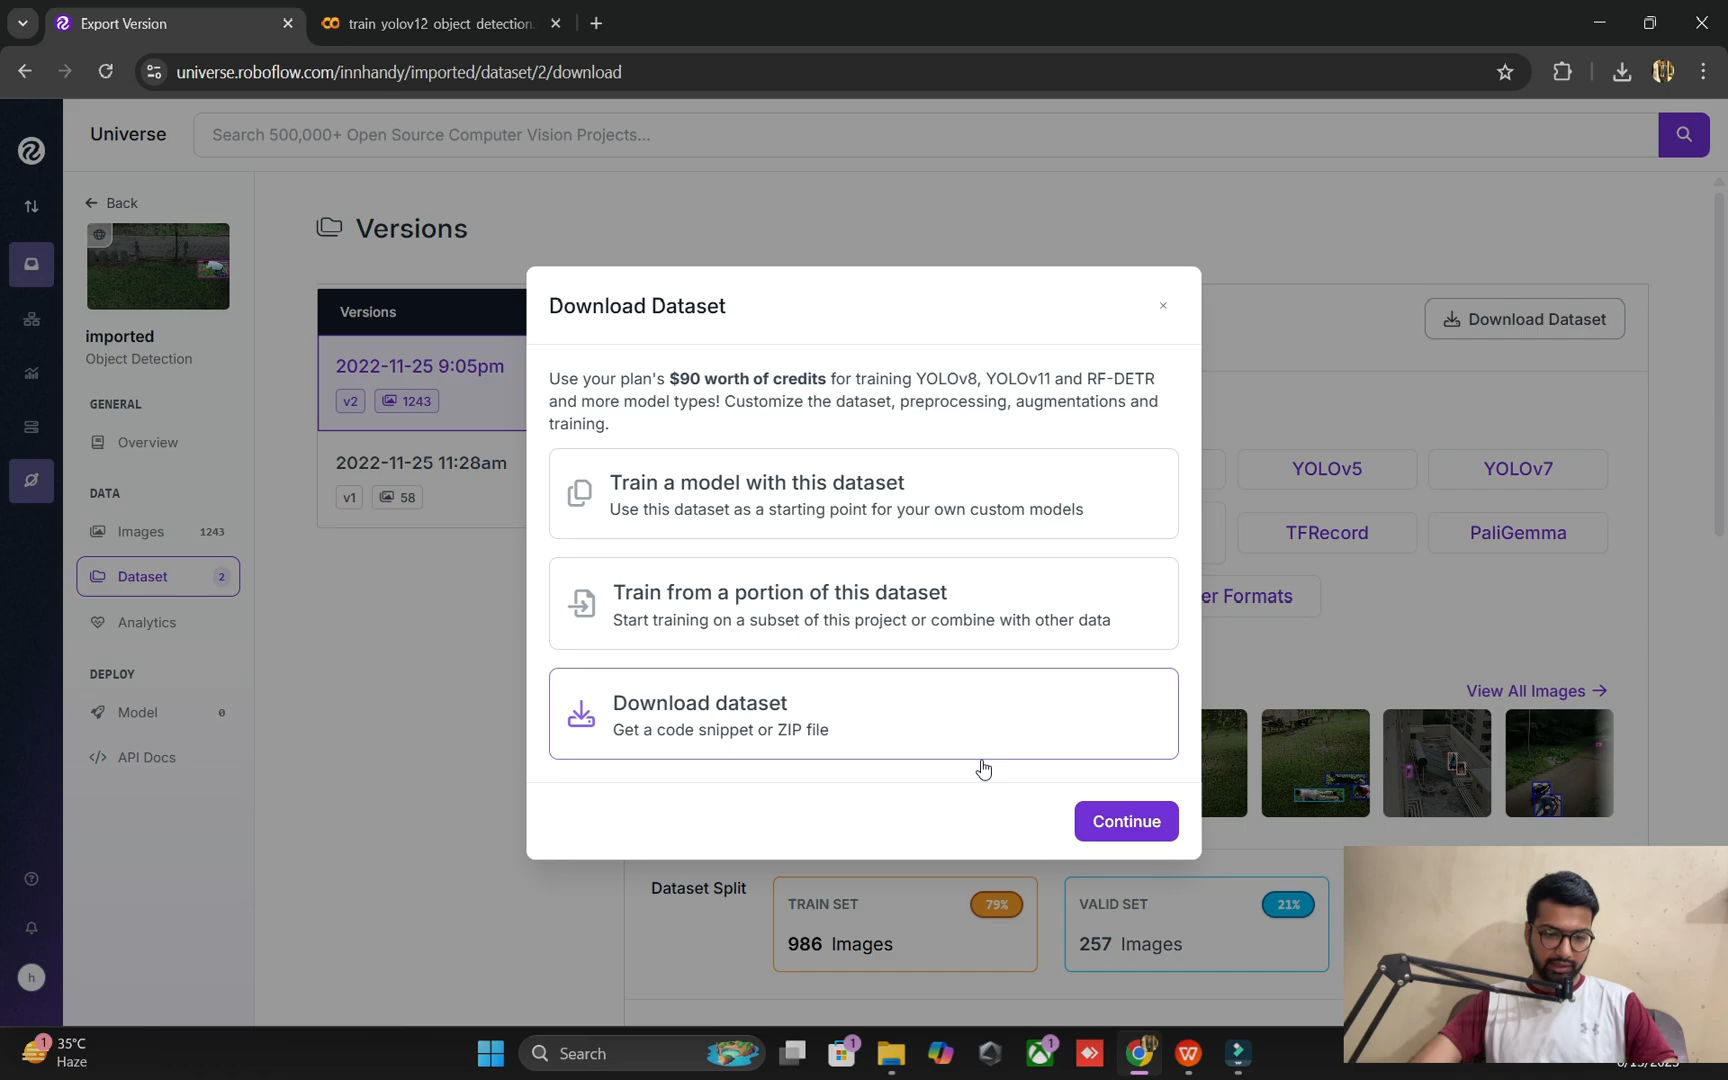 Export Version
train yolov12 object detection.
universe.roboflow.com/innhandy/imported/dataset/2/download
Universe
Search 500,000+ Open Source Computer Vision Projects...
Back
Versions
imported
Object Detection
GENERAL
Overview
DATA
Images 1243
Dataset 2
Analytics
DEPLOY
Model 0
API Docs
h
Versions
2022-11-25 9:05pm
v2 1243
2022-11-25 11:28am
v1 58
Download Dataset
Download Dataset
Use your plan's $90 worth of credits for training YOLOv8, YOLOv11 and RF-DETR
and more model types! Customize the dataset, preprocessing, augmentations and
training.
Train a model with this dataset
Use this dataset as a starting point for your own custom models
Train from a portion of this dataset
Start training on a subset of this project or combine with other data
Download dataset
Get a code snippet or ZIP file
Continue
YOLOv5 YOLOv7
TFRecord PaliGemma
er Formats
View All Images
Dataset Split
TRAIN SET 79%
986 Images
VALID SET 21%
257 Images
1
35°C
Haze
Search
1
1